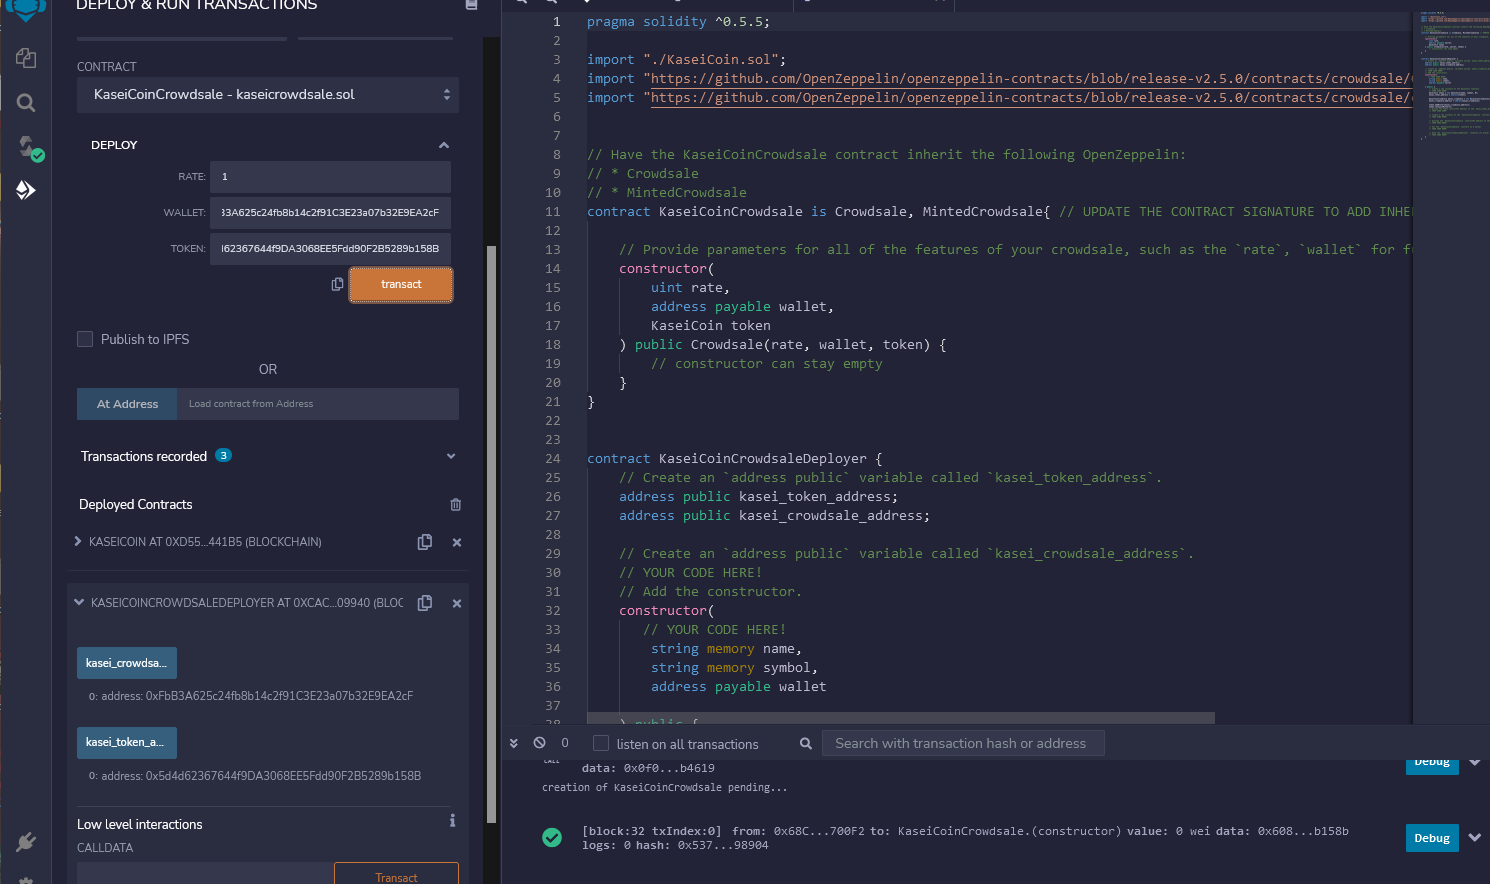 DEPLOY & RUN TRANSACTIONS
CONTRACT
KaseiCoinCrowdsale - kaseicrowdsale.sol
DEPLOY
RATE: 1
WALLET: 33A625c24fb8b14c2f91C3E23a07b32E9EA2cF
TOKEN: d62367644f9DA3068EE5Fdd90F2B5289b158B
transact
Publish to IPFS
OR
At Address Load contract from Address
Transactions recorded 3
Deployed Contracts
KASEICOIN AT 0XD55...441B5 (BLOCKCHAIN)
KASEICOINCROWDSALEDEPLOYER AT 0XCAC...09940 (BLOC
kasei_crowdsa...
0: address: 0xFbB3A625c24fb8b14c2f91C3E23a07b32E9EA2cF
kasei_token_a...
0: address: 0x5d4d62367644f9DA3068EE5Fdd90F2B5289b158B
Low level interactions
CALLDATA
Transact
1 pragma solidity ^0.5.5;
2
3 import "./KaseiCoin.sol";
4 import "https://github.com/OpenZeppelin/openzeppelin-contracts/blob/release-v2.5.0/contracts/crowdsale/
5 import "https://github.com/OpenZeppelin/openzeppelin-contracts/blob/release-v2.5.0/contracts/crowdsale/
6
7
8 // Have the KaseiCoinCrowdsale contract inherit the following OpenZeppelin:
9 // * Crowdsale
10 // * MintedCrowdsale
11 contract KaseiCoinCrowdsale is Crowdsale, MintedCrowdsale{ // UPDATE THE CONTRACT SIGNATURE TO ADD INHE
12
13 // Provide parameters for all of the features of your crowdsale, such as the `rate`, `wallet` for f
14 constructor(
15 uint rate,
16 address payable wallet,
17 KaseiCoin token
18 ) public Crowdsale(rate, wallet, token) {
19 // constructor can stay empty
20 }
21 }
22
23
24 contract KaseiCoinCrowdsaleDeployer {
25 // Create an `address public` variable called `kasei_token_address`.
26 address public kasei_token_address;
27 address public kasei_crowdsale_address;
28
29 // Create an `address public` variable called `kasei_crowdsale_address`.
30 // YOUR CODE HERE!
31 // Add the constructor.
32 constructor(
33 // YOUR CODE HERE!
34 string memory name,
35 string memory symbol,
36 address payable wallet
37
38 ) public {
0 listen on all transactions Search with transaction hash or address
CALL
data: 0x0f0...b4619 Debug
creation of KaseiCoinCrowdsale pending...
[block:32 txIndex:0] from: 0x68C...700F2 to: KaseiCoinCrowdsale.(constructor) value: 0 wei data: 0x608...b158b
logs: 0 hash: 0x537...98904
Debug